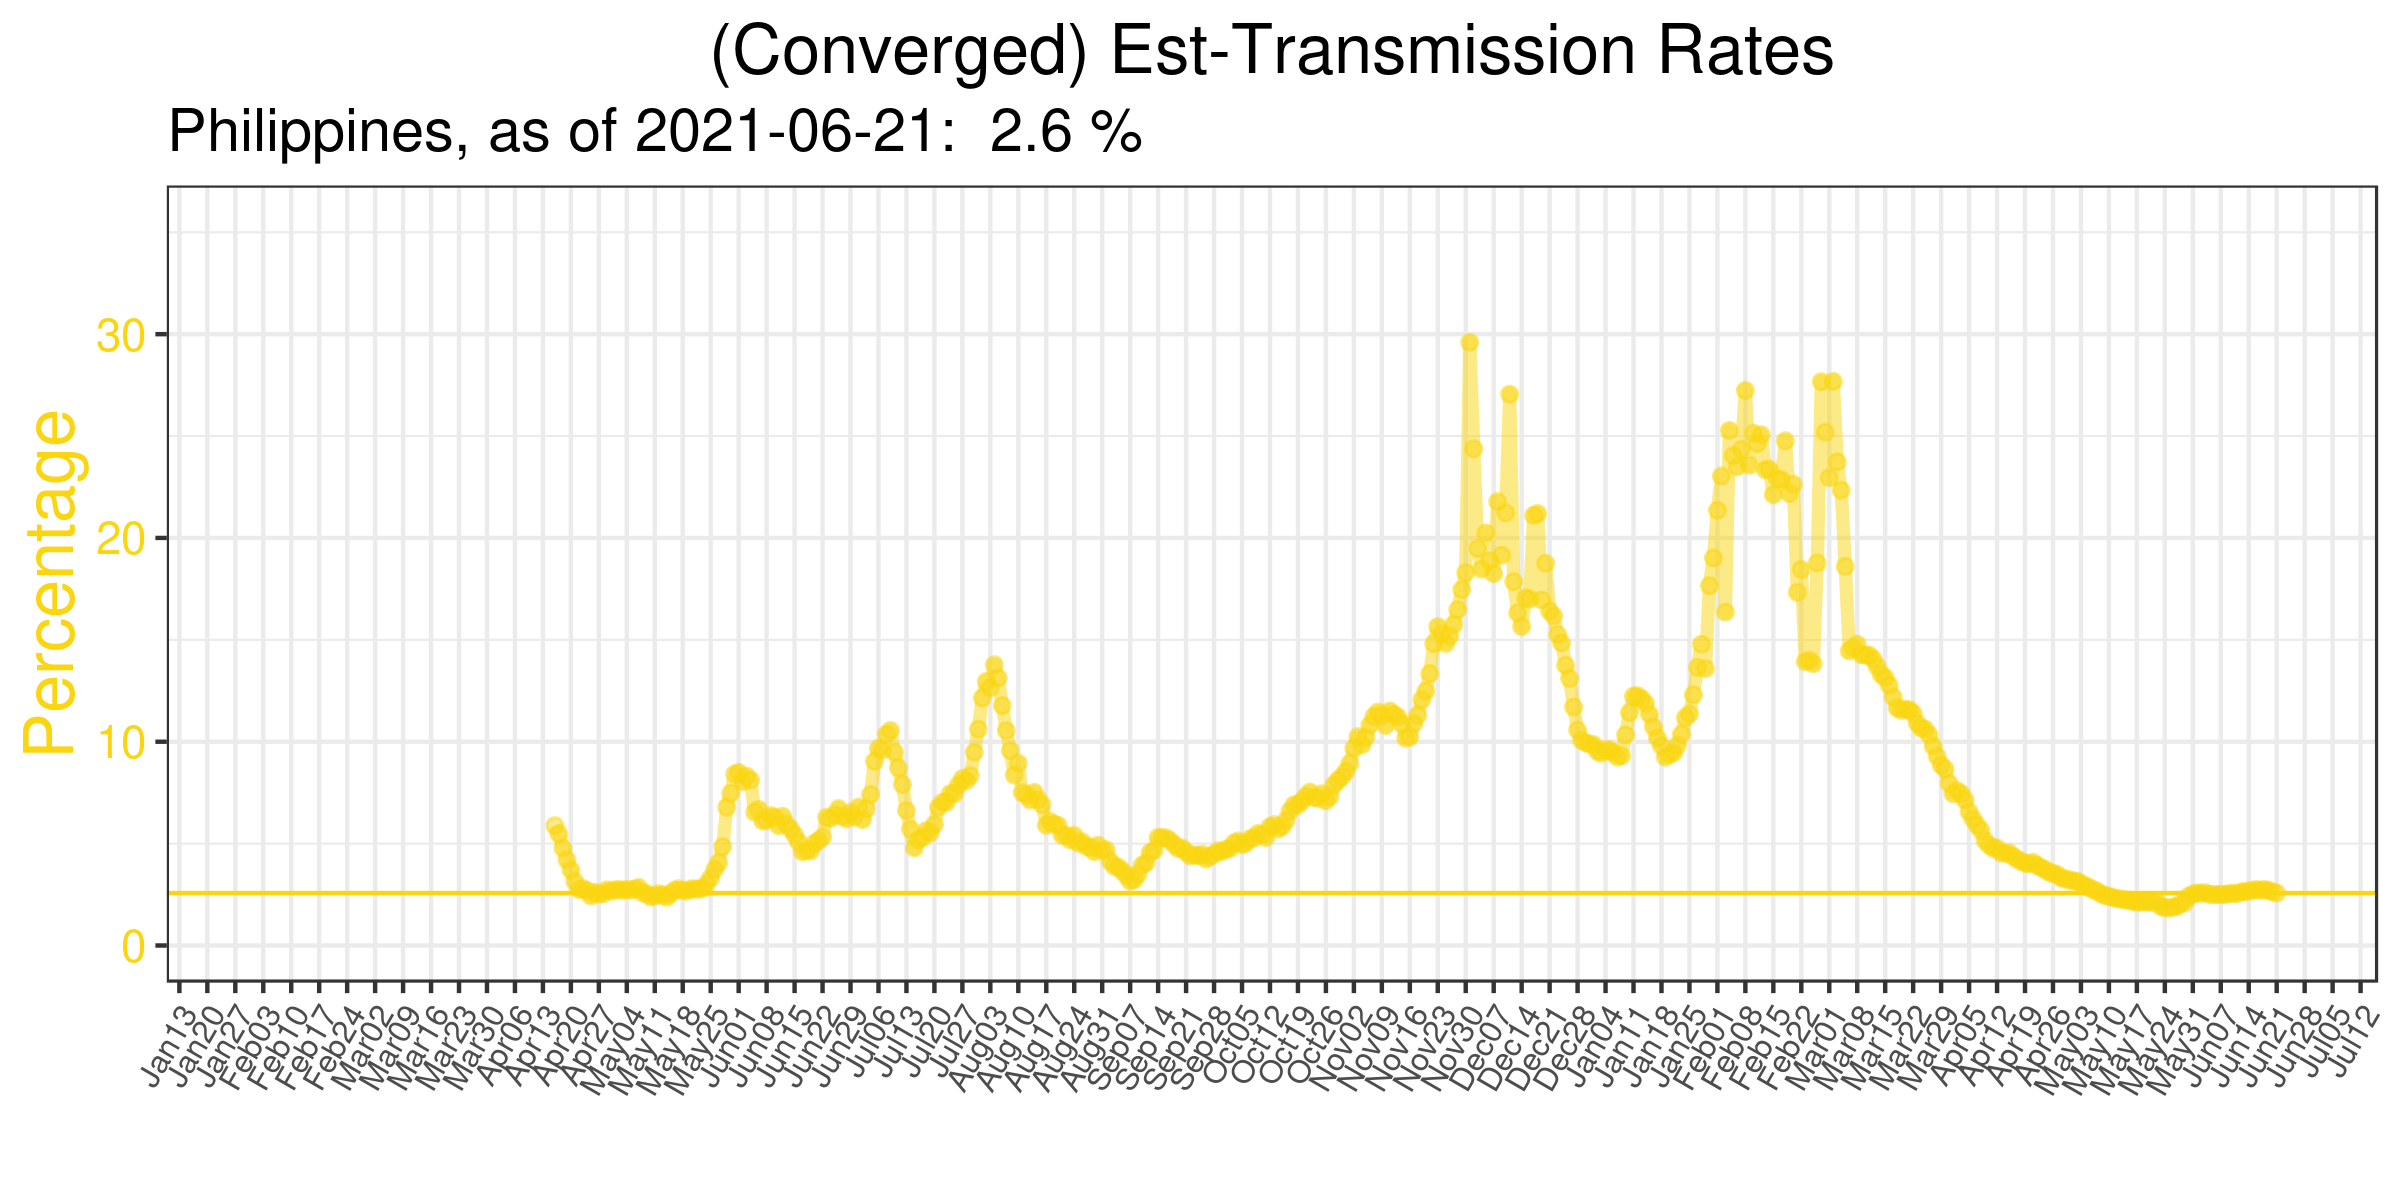 (Converged) Est-Transmission Rates
Philippines, as of 2021-06-21: 2.6 %
Percentage
30
20
10
0
Jan13
Jan20
Jan27
Feb03
Feb10
Feb17
Feb24
Mar02
Mar09
Mar16
Mar23
Mar30
Apr06
Apr13
Apr20
Apr27
May04
May11
May18
May25
Jun01
Jun08
Jun15
Jun22
Jun29
Jul06
Jul13
Jul20
Jul27
Aug03
Aug10
Aug17
Aug24
Aug31
Sep07
Sep14
Sep21
Sep28
Oct05
Oct12
Oct19
Oct26
Nov02
Nov09
Nov16
Nov23
Nov30
Dec07
Dec14
Dec21
Dec28
Jan04
Jan11
Jan18
Jan25
Feb01
Feb08
Feb15
Feb22
Mar01
Mar08
Mar15
Mar22
Mar29
Apr05
Apr12
Apr19
Apr26
May03
May10
May17
May24
May31
Jun07
Jun14
Jun21
Jun28
Jul05
Jul12